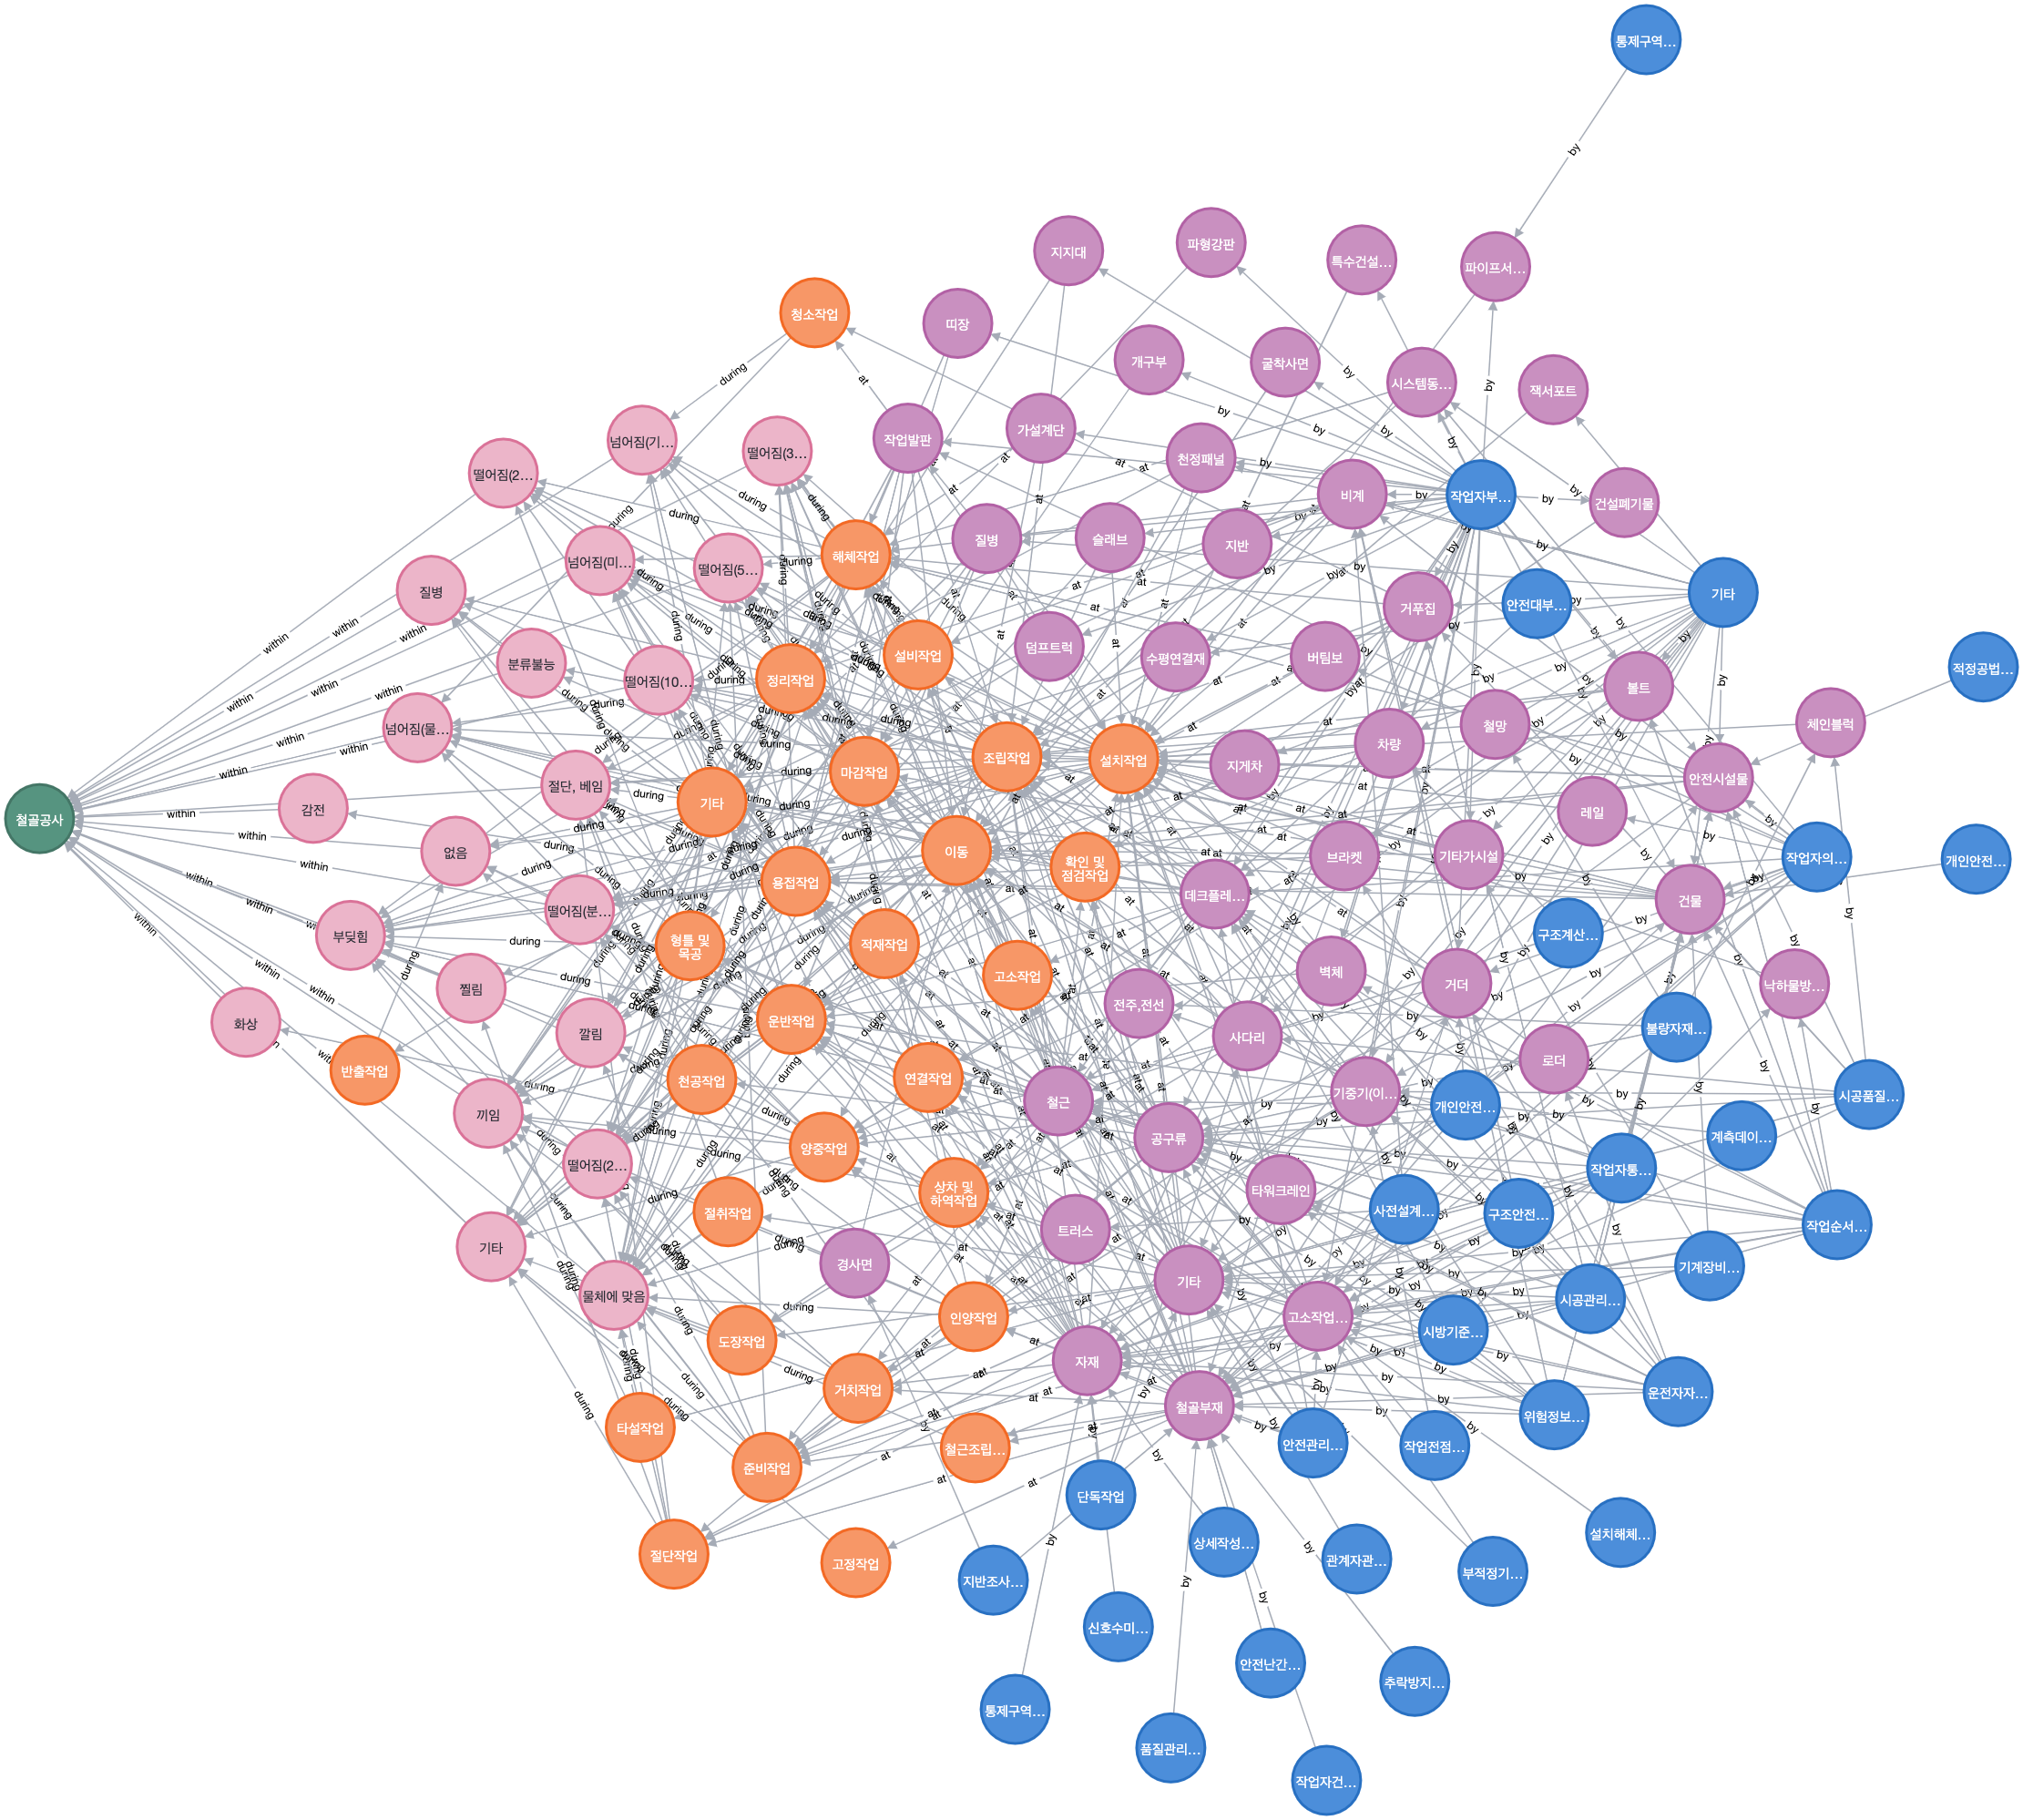 통제구역...
지지대
파형강판
특수건설...
파이프서...
청소작업
띠장
개구부
굴착사면
시스템동...
잭서포트
넘어짐(기...
떨어짐(3...
작업발판
가설계단
천정패널
떨어짐(2...
비계
작업자부...
건설폐기물
넘어짐(미...
떨어짐(5...
해체작업
질병
슬래브
지반
질병
거푸집
안전대부...
기타
분류불능
떨어짐(10...
정리작업
설비작업
덤프트럭
수평연결재
버팀보
볼트
적정공법...
넘어짐(물...
조립작업
설치작업
차량
철망
체인블럭
절단, 베임
기타
마감작업
지게차
안전시설물
철골공사
감전
없음
이동
확인 및
점검작업
브라켓
기타가시설
레일
작업자의...
개인안전...
떨어짐(분...
용접작업
데크플레...
건물
부딪힘
형틀 및
목공
적재작업
고소작업
벽체
구조계산...
찔림
전주,전선
거더
낙하물방...
화상
깔림
운반작업
사다리
불량자재...
반출작업
천공작업
연결작업
철근
기중기(이...
로더
시공품질...
끼임
양중작업
공구류
개인안전...
계측데이...
떨어짐(2...
절취작업
상차 및
하역작업
타워크레인
작업자통...
기타
경사면
트러스
사전설계...
구조안전...
작업순서...
물체에 맞음
인양작업
기타
고소작업...
기계장비...
시공관리...
도장작업
거치작업
자재
시방기준...
타설작업
철골부재
운전자자...
준비작업
철근조립...
안전관리...
작업전점...
위험정보...
절단작업
고정작업
단독작업
지반조사...
상세작성...
관계자관...
부적정기...
설치해체...
신호수미...
안전난간...
추락방지...
통제구역...
품질관리...
작업자건...
within
during
at
by